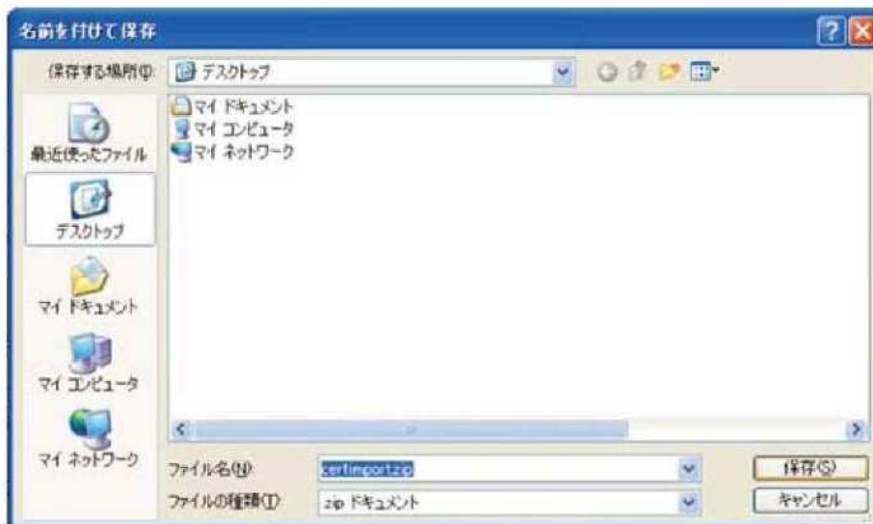 名前を付けて保存
保存する場所(I):
デスクトップ
マイ ドキュメント
マイ コンピュータ
マイ ネットワーク
最近使ったファイル
デスクトップ
マイ ドキュメント
マイ コンピュータ
マイ ネットワーク
ファイル名(N):
certimport.zip
保存(S)
ファイルの種類(T):
zip ドキュメント
キャンセル